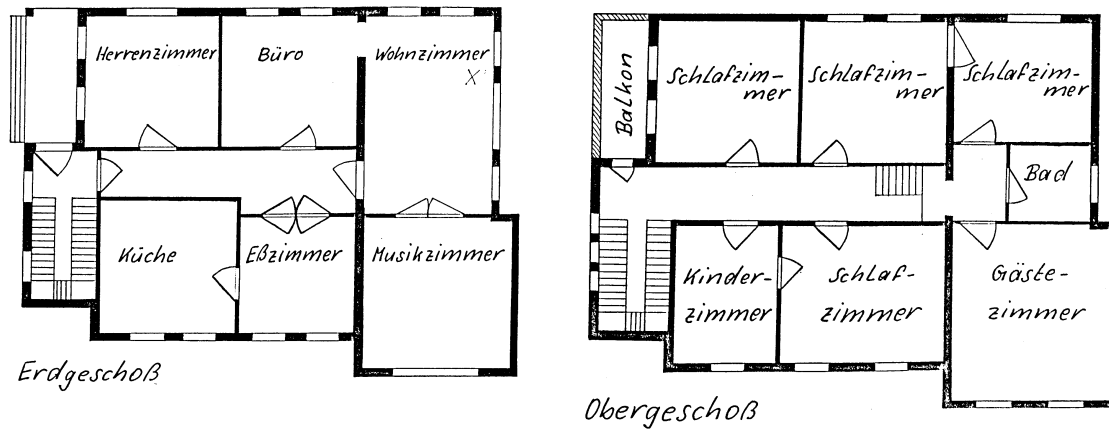 Herrenzimmer
Büro
Wohnzimmer
X
Küche
Eßzimmer
Musikzimmer
Erdgeschoß
Balkon
Schlafzim-
mer
Schlafzim-
mer
Schlafzim-
mer
Bad
Kinder-
zimmer
Schlaf-
zimmer
Gäste-
zimmer
Obergeschoß